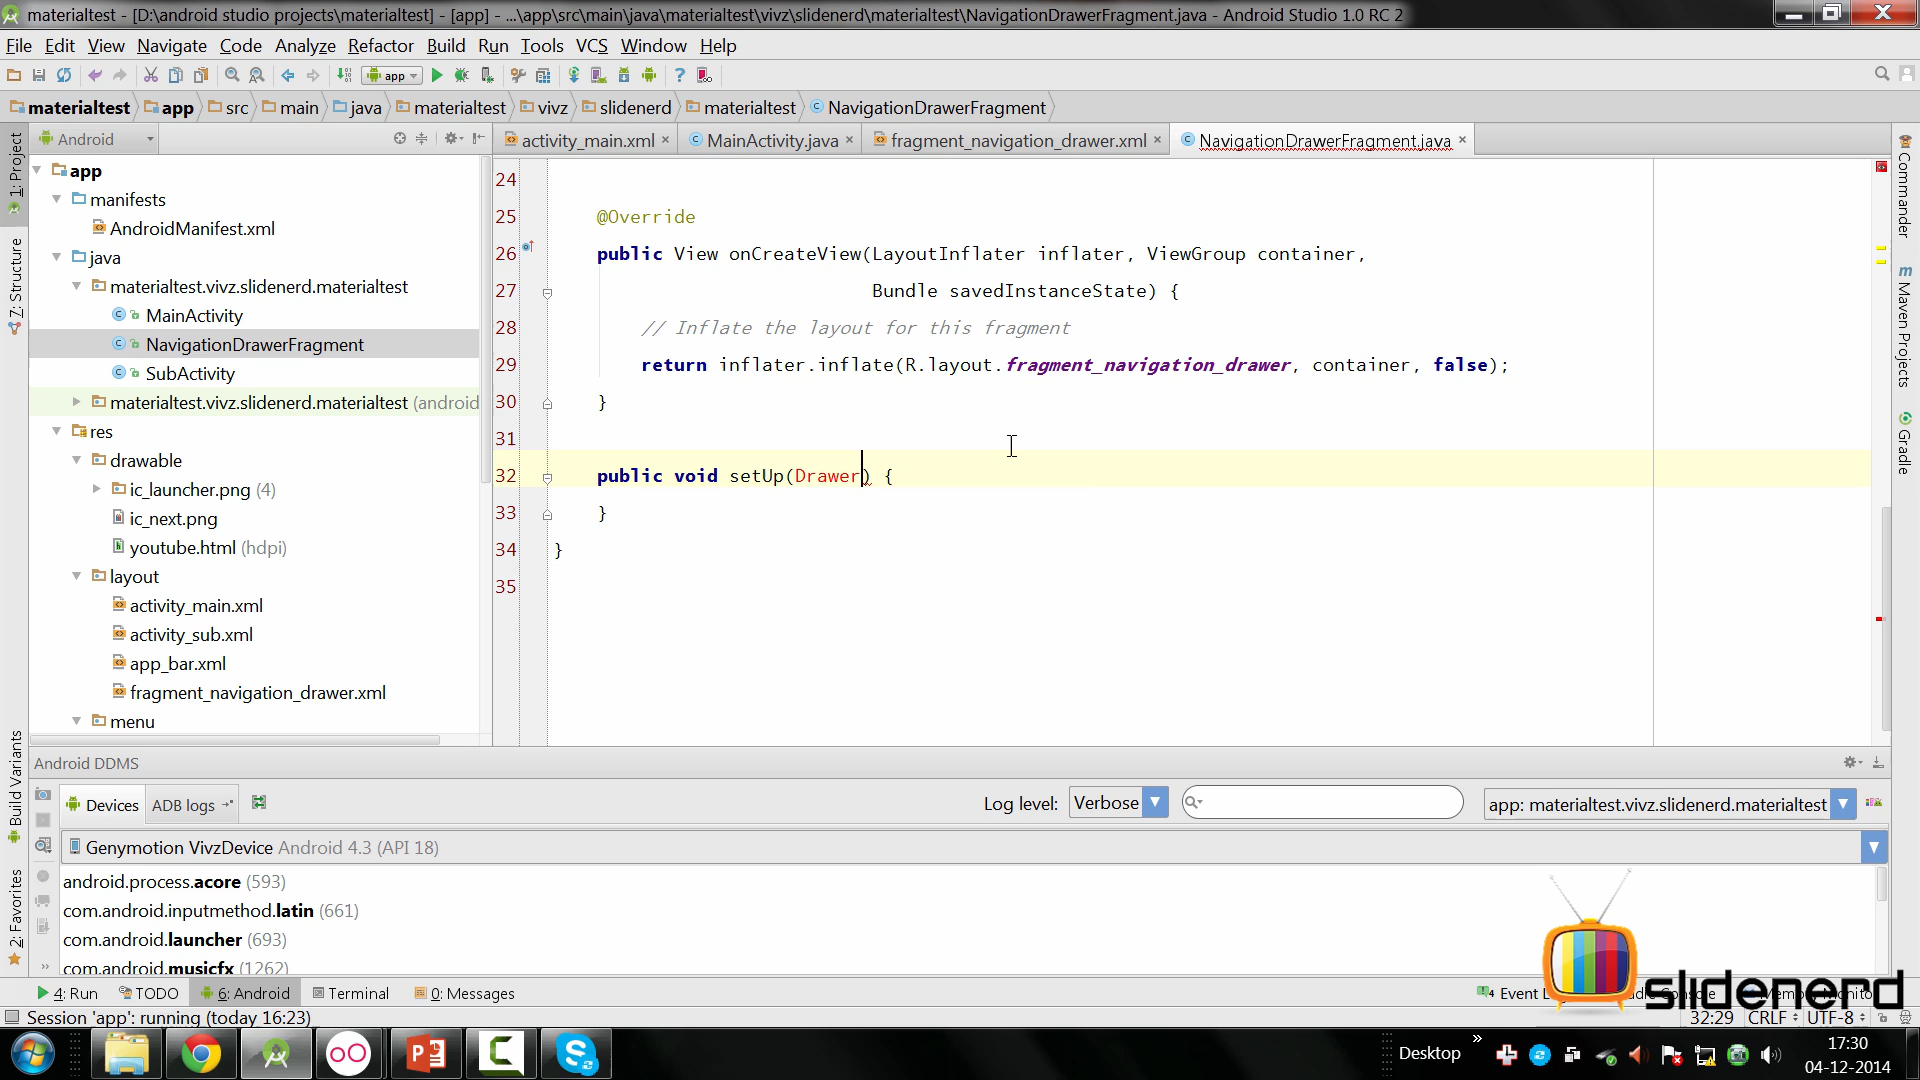 materialtest - [D:\android studio projects\materialtest] - [app] - ...\app\src\main\java\materialtest\vivz\slidenerd\materialtest\NavigationDrawerFragment.java - Android Studio 1.0 RC 2
File Edit View Navigate Code Analyze Refactor Build Run Tools VCS Window Help
app
materialtest app src main java materialtest vivz slidenerd materialtest NavigationDrawerFragment
1: Project
7: Structure
Build Variants
2: Favorites
Android
app
manifests
AndroidManifest.xml
java
materialtest.vivz.slidenerd.materialtest
MainActivity
NavigationDrawerFragment
SubActivity
materialtest.vivz.slidenerd.materialtest (android
res
drawable
ic_launcher.png (4)
ic_next.png
youtube.html (hdpi)
layout
activity_main.xml
activity_sub.xml
app_bar.xml
fragment_navigation_drawer.xml
menu
activity_main.xml MainActivity.java fragment_navigation_drawer.xml NavigationDrawerFragment.java
24
25 @Override
26 public View onCreateView(LayoutInflater inflater, ViewGroup container,
27 Bundle savedInstanceState) {
28 // Inflate the layout for this fragment
29 return inflater.inflate(R.layout.fragment_navigation_drawer, container, false);
30 }
31
32 public void setUp(Drawer) {
33 }
34 }
35
Commander
Maven Projects
Gradle
Android DDMS
Devices ADB logs Log level: Verbose app: materialtest.vivz.slidenerd.materialtest
Genymotion VivzDevice Android 4.3 (API 18)
android.process.acore (593)
com.android.inputmethod.latin (661)
com.android.launcher (693)
com.android.musicfx (1262)
4: Run TODO 6: Android Terminal 0: Messages Event
slidenerd
Session 'app': running (today 16:23) 32:29 CRLF UTF-8
Desktop
17:30
04-12-2014